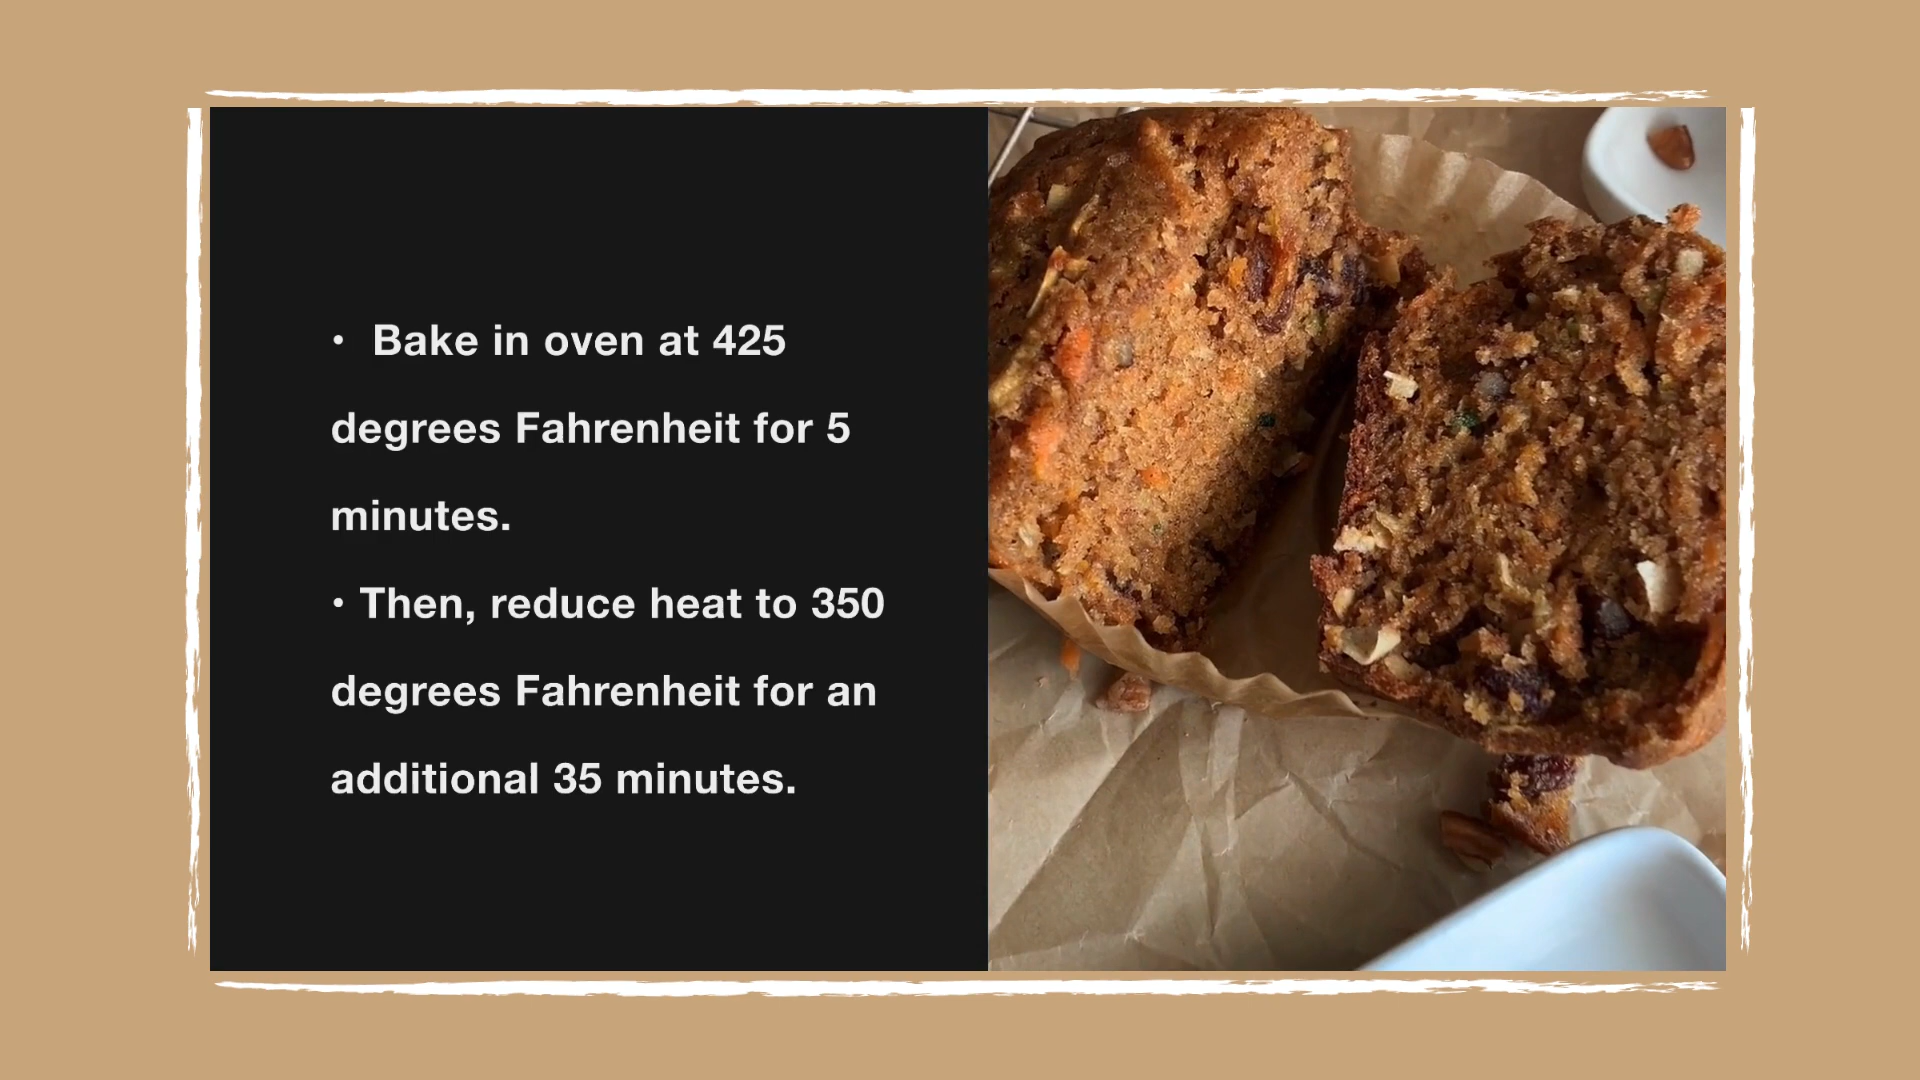 • Bake in oven at 425
degrees Fahrenheit for 5
minutes.
• Then, reduce heat to 350
degrees Fahrenheit for an
additional 35 minutes.